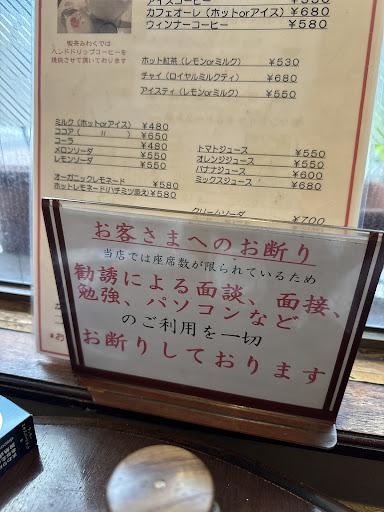 アイスコーヒー ¥550
カフェオーレ(ホットorアイス) ¥680
ウィンナーコーヒー ¥580
喫茶みわくでは
ハンドドリップコーヒーを
提供させて頂いております
ホット紅茶(レモンorミルク) ¥530
チャイ(ロイヤルミルクティ) ¥680
アイスティ(レモンorミルク) ¥550
ミルク(ホットorアイス) ¥480
ココア( 〃 ) ¥650
コーラ ¥480
メロンソーダ ¥550
レモンソーダ ¥550
オーガニックレモネード ¥580
ホットレモネード(ハチミツ添え) ¥580
トマトジュース ¥550
オレンジジュース ¥550
バナナジュース ¥600
ミックスジュース ¥680
クリームソーダ ¥700
お客さまへのお断り
当店では座席数が限られているため
勧誘による面談、面接、
勉強、パソコンなど
のご利用を一切
お断りしております